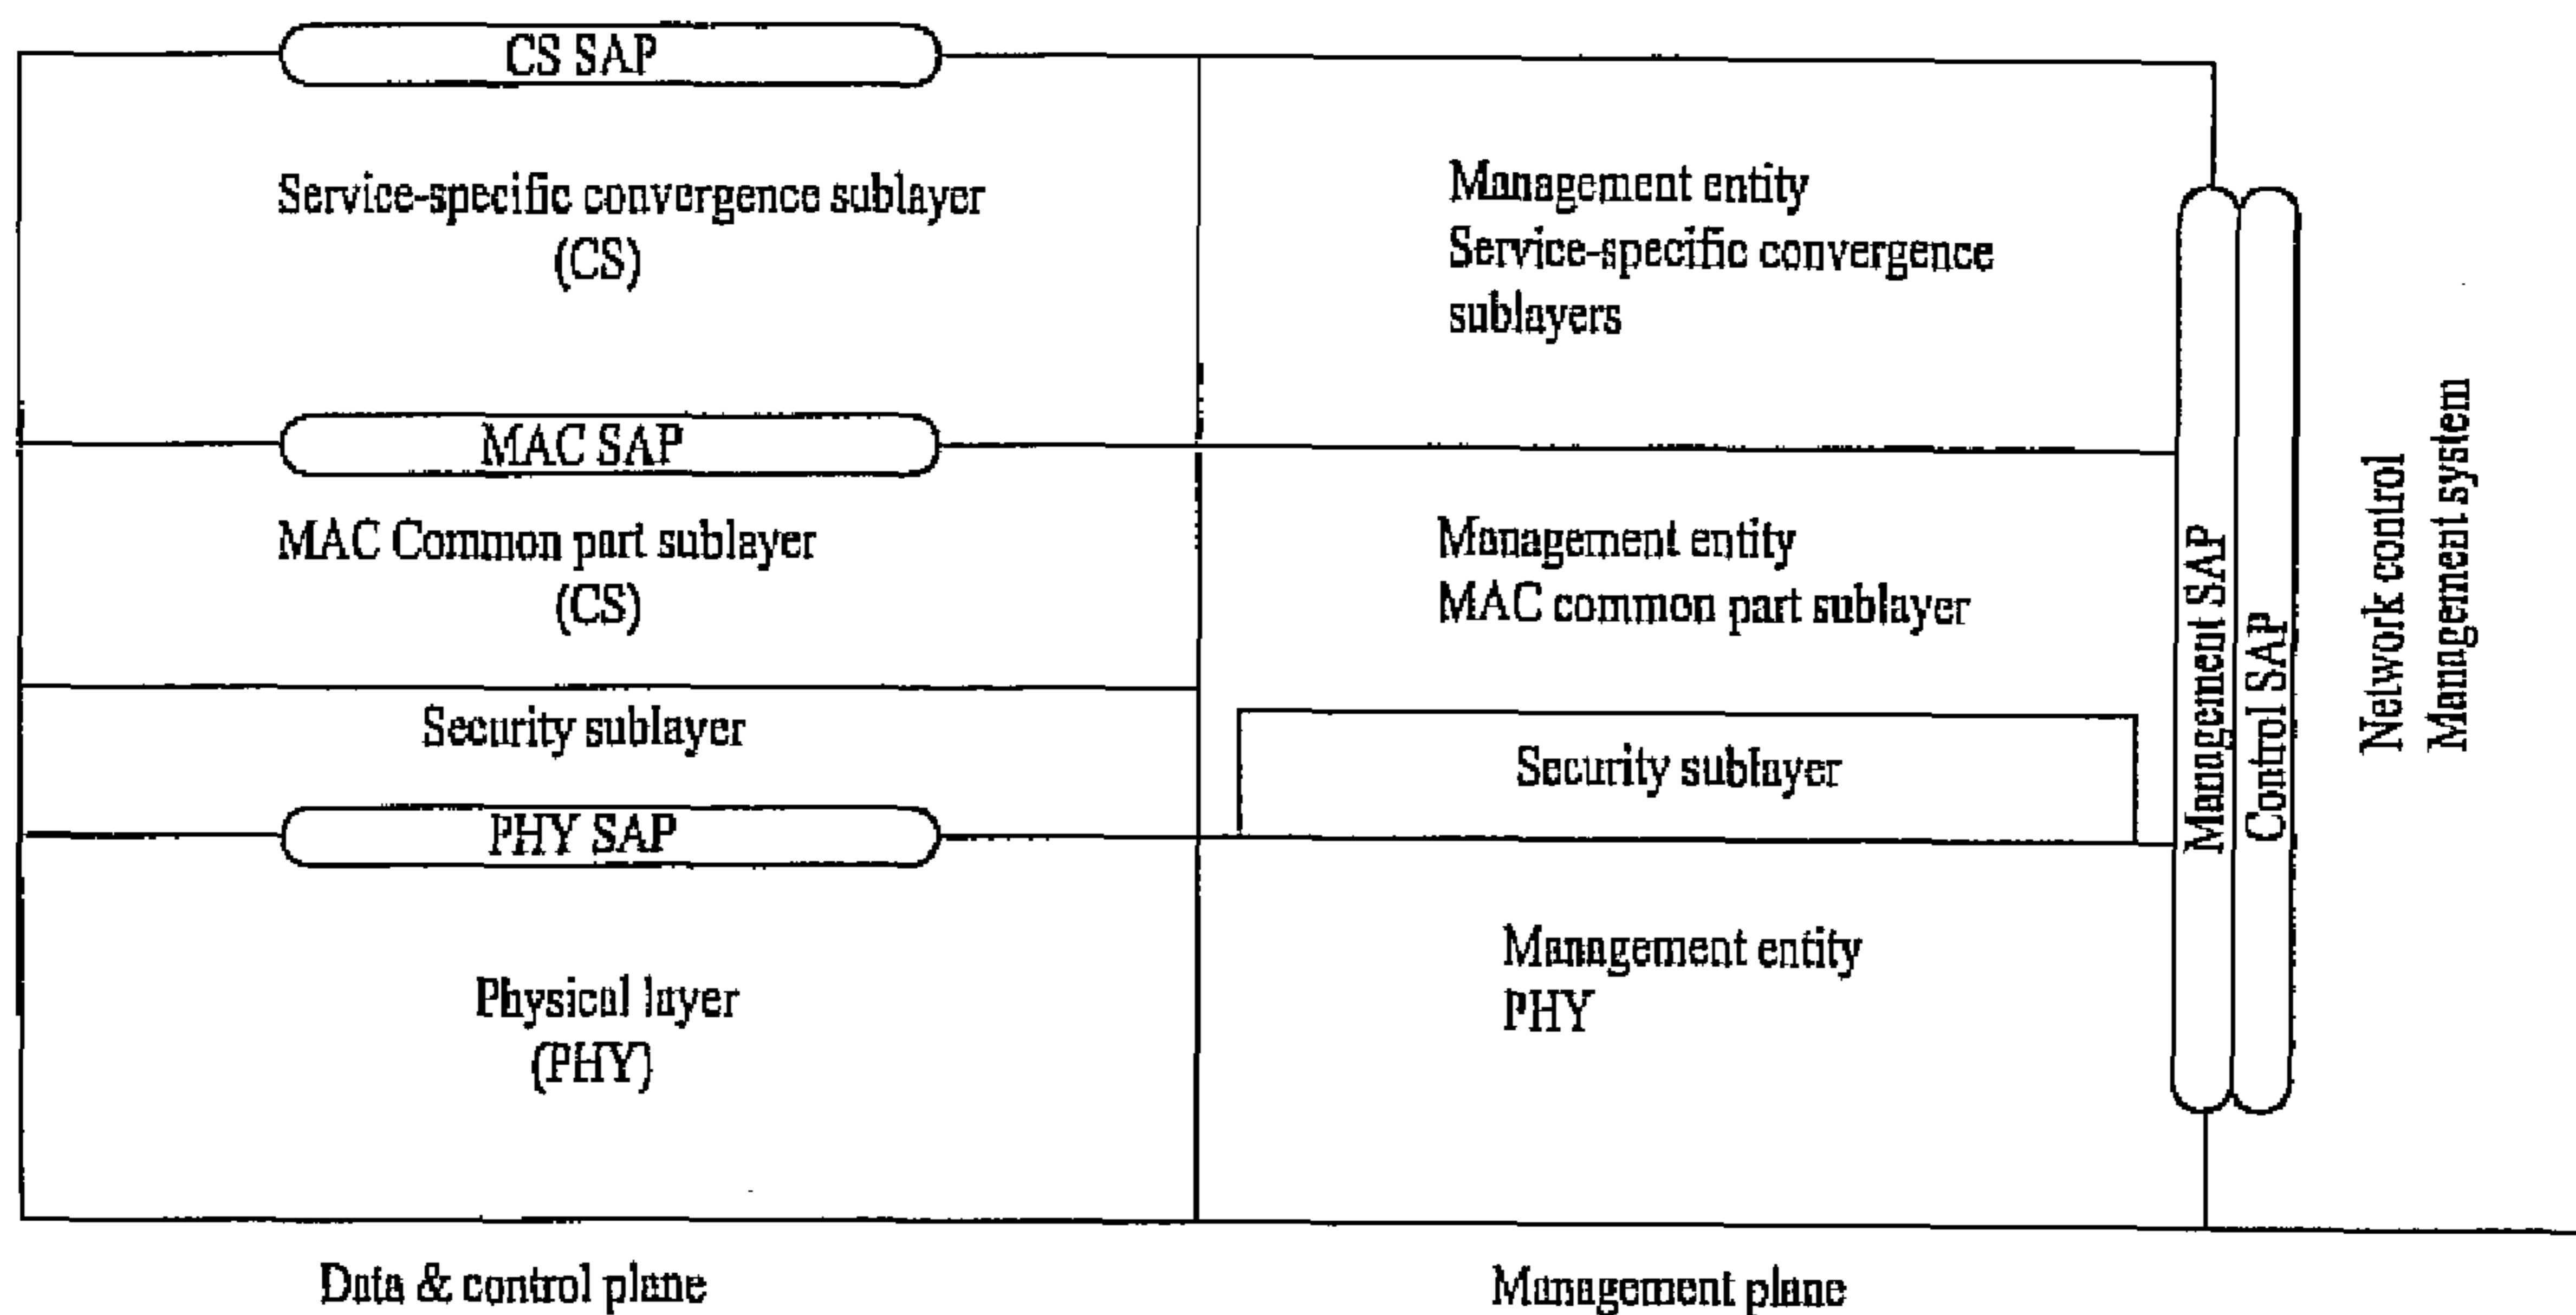 CS SAP
Service-specific convergence sublayer
(CS)
MAC SAP
MAC Common part sublayer
(CS)
Security sublayer
PHY SAP
Physical layer
(PHY)
Data & control plane
Management entity
Service-specific convergence
sublayers
Management entity
MAC common part sublayer
Security sublayer
Management entity
PHY
Management plane
Management SAP
Control SAP
Network control
Management system